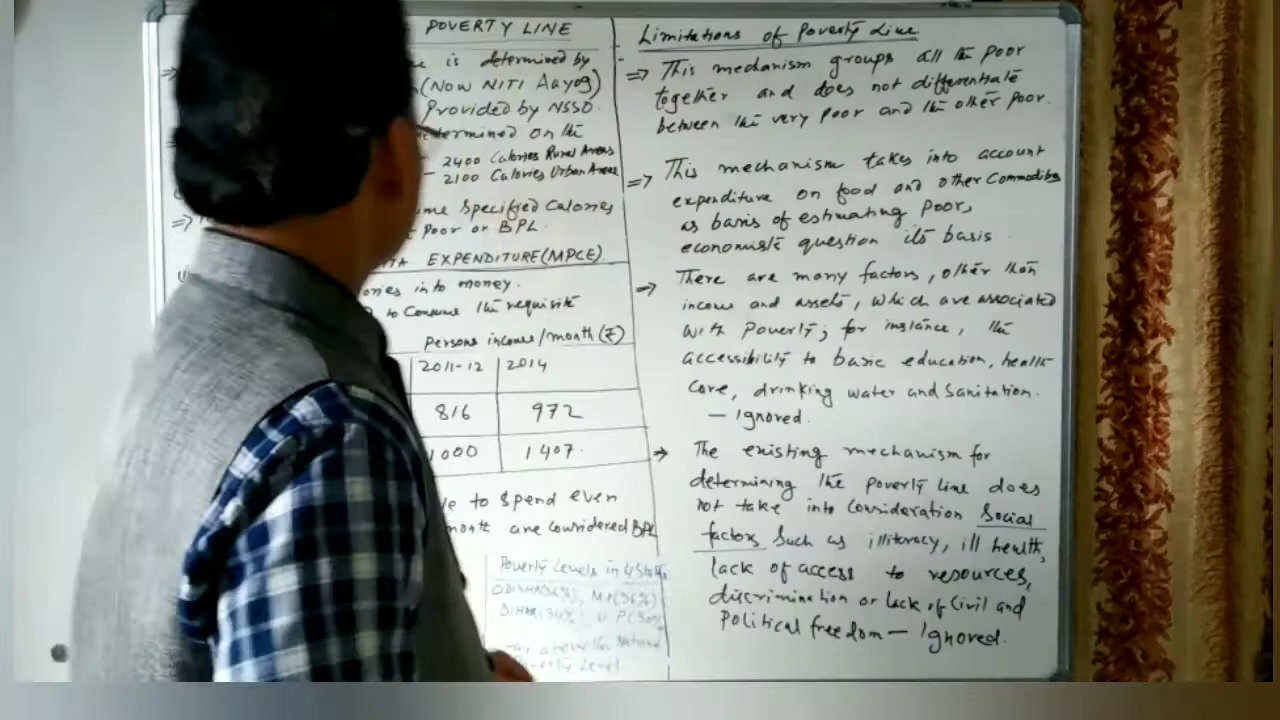 POVERTY LINE
is determined by
(NOW NITI Aayog)
Provided by NSSO.
determined on the
- 2400 Calories Rural Areas
- 2100 Calories Urban Areas
Specified Calories
Poor or BPL.
EXPENDITURE (MPCE)
into money.
to Consume the requisite
Persons income/month (₹)
2011-12 2014
816 972
1000 1407.
to spend even
month are considered BPL
Poverty Levels in 4 States
ODISHA (36%), MP (36%)
BIHAR (34%), U P (30%)
above the National
Level
Limitations of Poverty Line
⇒ This mechanism groups all the poor
together and does not differentiate
between the very poor and the other poor.
⇒ This mechanism takes into account
expenditure on food and other Commodities
as basis of estimating poor,
economists question its basis.
⇒ There are many factors, other than
income and assets, which are associated
with poverty; for instance, the
accessibility to basic education, health
care, drinking water and sanitation.
— Ignored.
→ The existing mechanism for
determining the poverty line does
not take into consideration Social
factors such as illiteracy, ill health,
lack of access to resources,
discrimination or lack of civil and
Political freedom — Ignored.